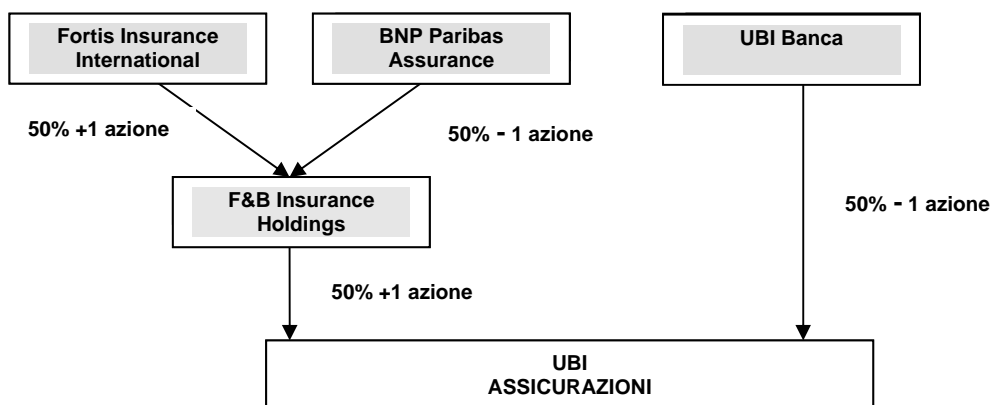 Fortis Insurance
International
BNP Paribas
Assurance
UBI Banca
50% +1 azione
50% - 1 azione
F&B Insurance
Holdings
50% - 1 azione
50% +1 azione
UBI
ASSICURAZIONI